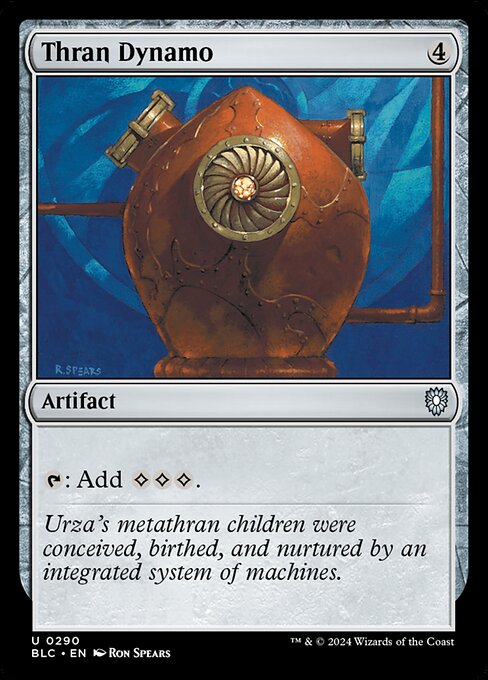 Thran Dynamo 4
R.SPEARS
Artifact
: Add .
Urza's metathran children were
conceived, birthed, and nurtured by an
integrated system of machines.
U 0290
BLC • EN Ron Spears
™ & © 2024 Wizards of the Coast